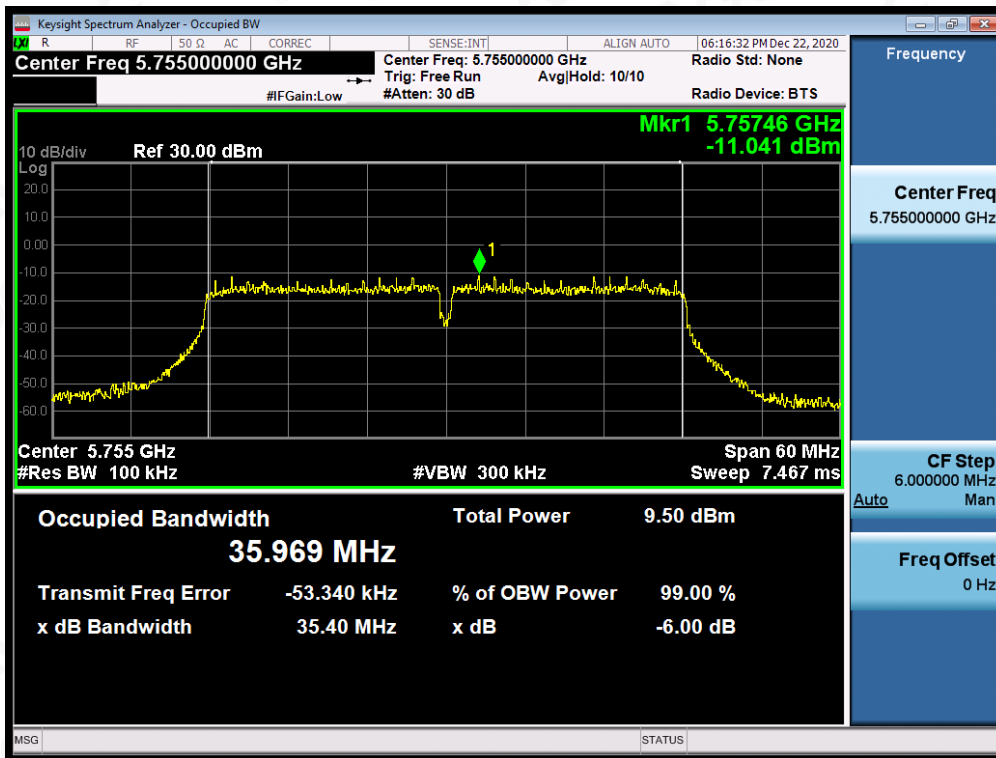 Keysight Spectrum Analyzer - Occupied BW
LXI R RF 50 Ω AC CORREC SENSE:INT ALIGN AUTO 06:16:32 PM Dec 22, 2020
Center Freq 5.755000000 GHz
Center Freq: 5.755000000 GHz Radio Std: None
Trig: Free Run Avg|Hold: 10/10
#IFGain:Low #Atten: 30 dB Radio Device: BTS
Mkr1 5.75746 GHz
10 dB/div Ref 30.00 dBm -11.041 dBm
Log
20.0
10.0
0.00
1
-10.0
-20.0
-30.0
-40.0
-50.0
-60.0
Center 5.755 GHz Span 60 MHz
#Res BW 100 kHz #VBW 300 kHz Sweep 7.467 ms
Occupied Bandwidth Total Power 9.50 dBm
35.969 MHz
Transmit Freq Error -53.340 kHz % of OBW Power 99.00 %
x dB Bandwidth 35.40 MHz x dB -6.00 dB
MSG STATUS
Frequency
Center Freq
5.755000000 GHz
CF Step
6.000000 MHz
Auto Man
Freq Offset
0 Hz